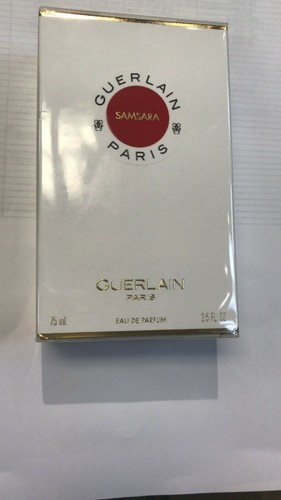 GUERLAIN
SAMSARA
PARIS
GUERLAIN
PARIS
75 ml
EAU DE PARFUM
2.5 FL. OZ